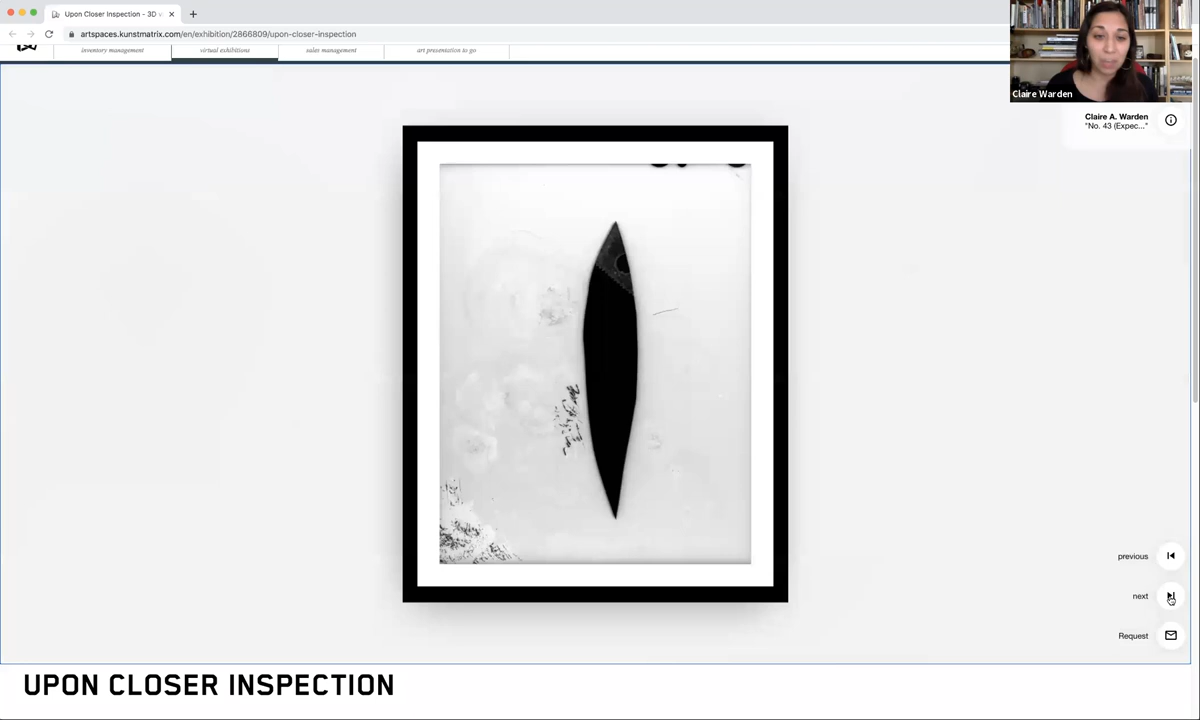 Upon Closer Inspection - 3D v
artspaces.kunstmatrix.com/en/exhibition/2866809/upon-closer-inspection
inventory management
virtual exhibitions
sales management
art presentation to go
Claire Warden
Claire A. Warden
"No. 43 (Expec..."
previous
next
Request
UPON CLOSER INSPECTION